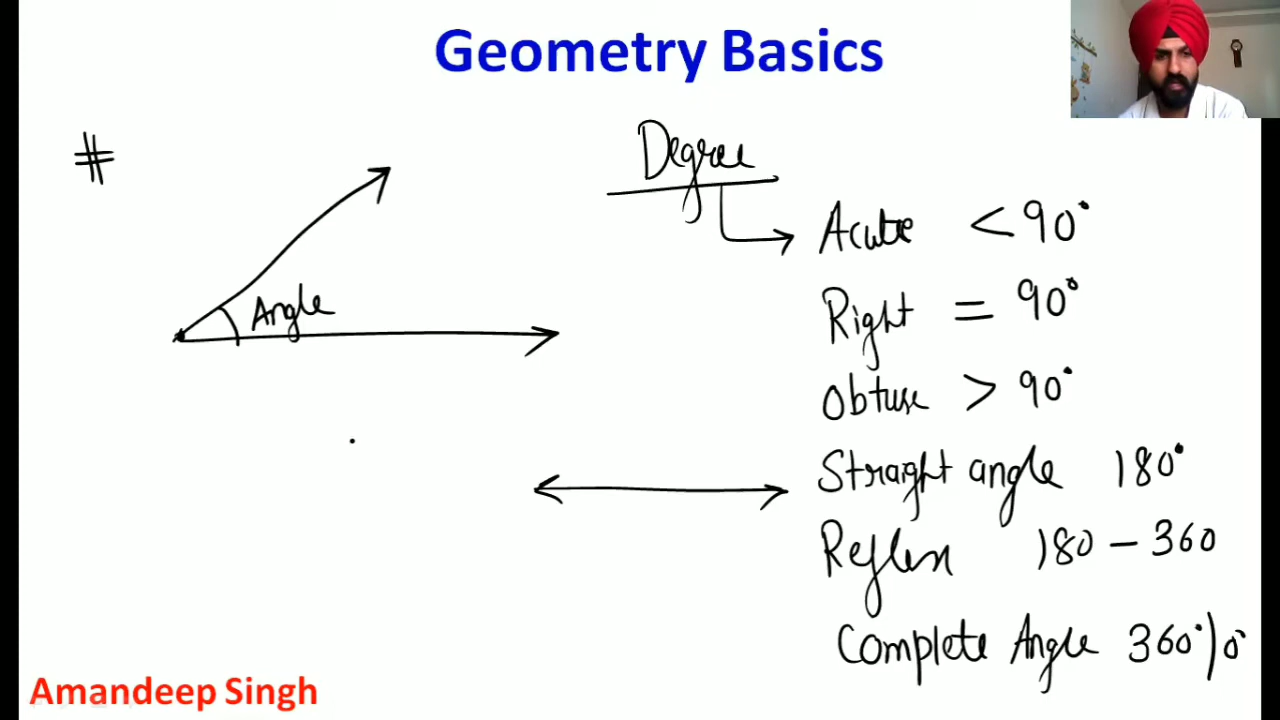 Geometry Basics
#
Degree
Acute < 90°
Angle
Right = 90°
Obtuse > 90°
Straight angle 180°
Reflex 180 – 360
Complete Angle 360°/0°
Amandeep Singh